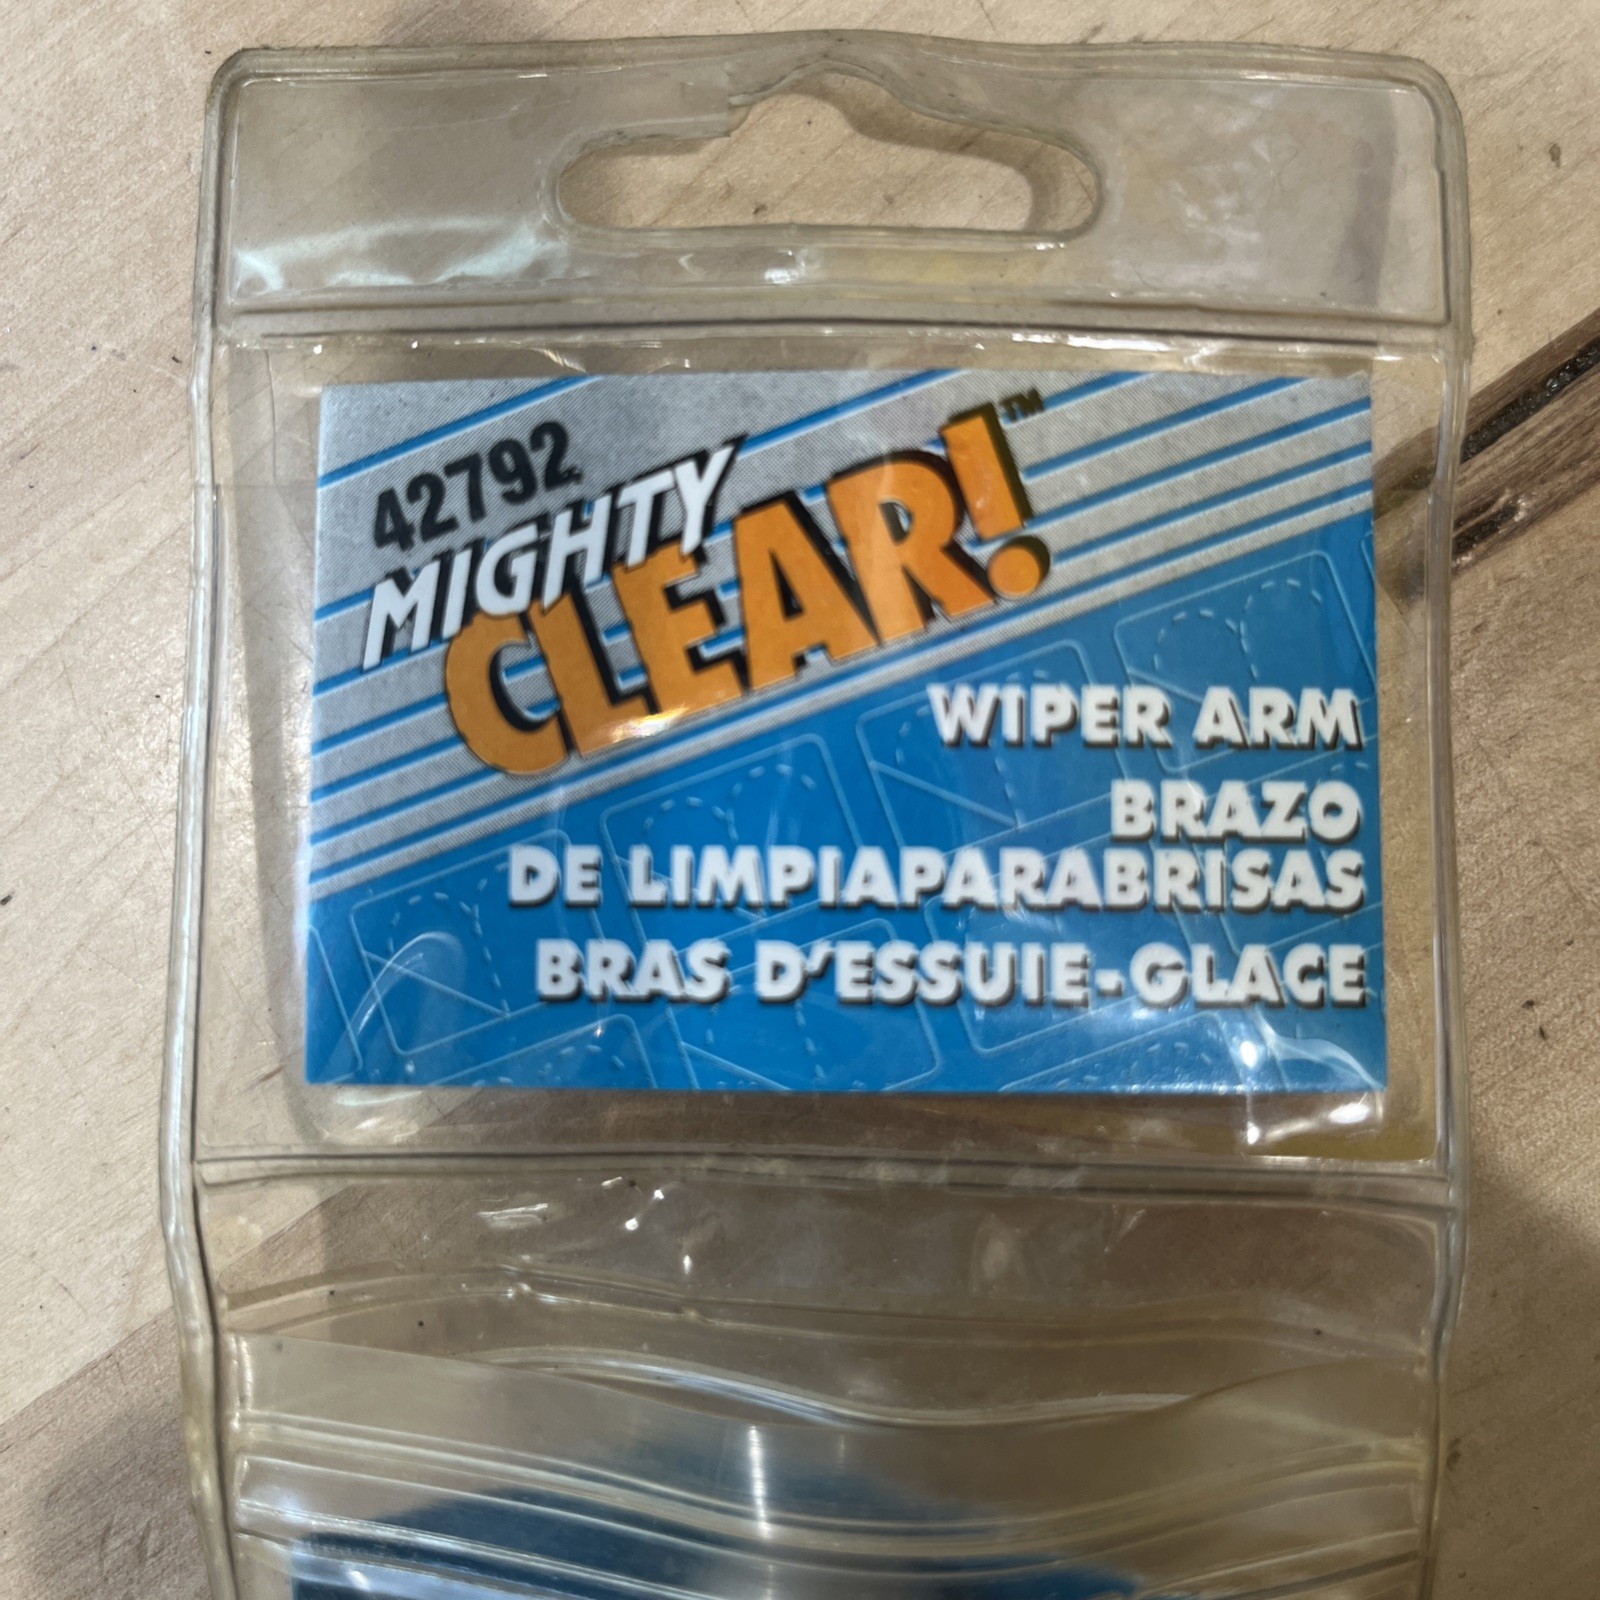 42792
MIGHTY
CLEAR!™
WIPER ARM
BRAZO
DE LIMPIAPARABRISAS
BRAS D'ESSUIE-GLACE